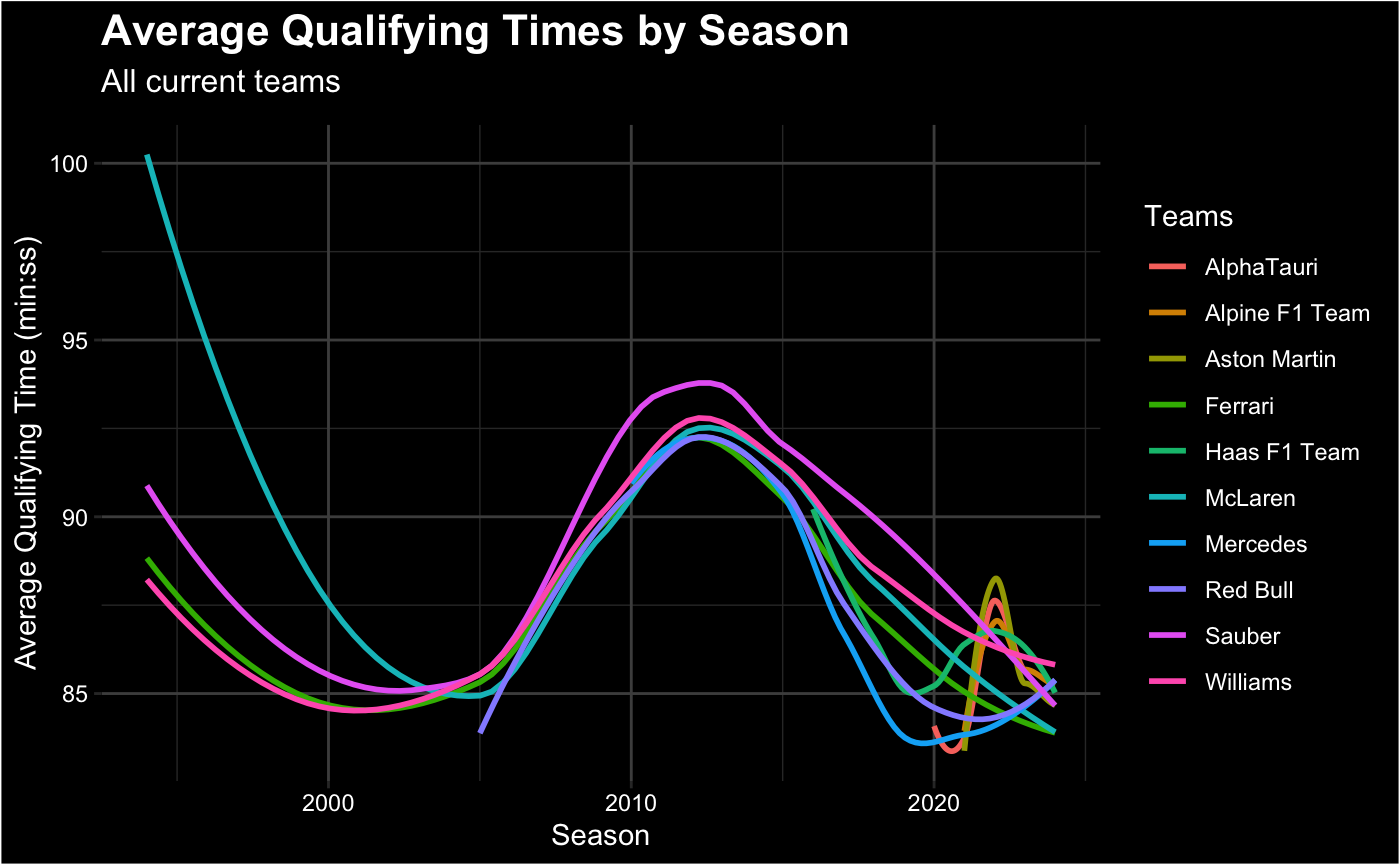 Average Qualifying Times by Season
All current teams
Average Qualifying Time (min:ss)
100
95
90
85
2000
2010
2020
Season
Teams
AlphaTauri
Alpine F1 Team
Aston Martin
Ferrari
Haas F1 Team
McLaren
Mercedes
Red Bull
Sauber
Williams